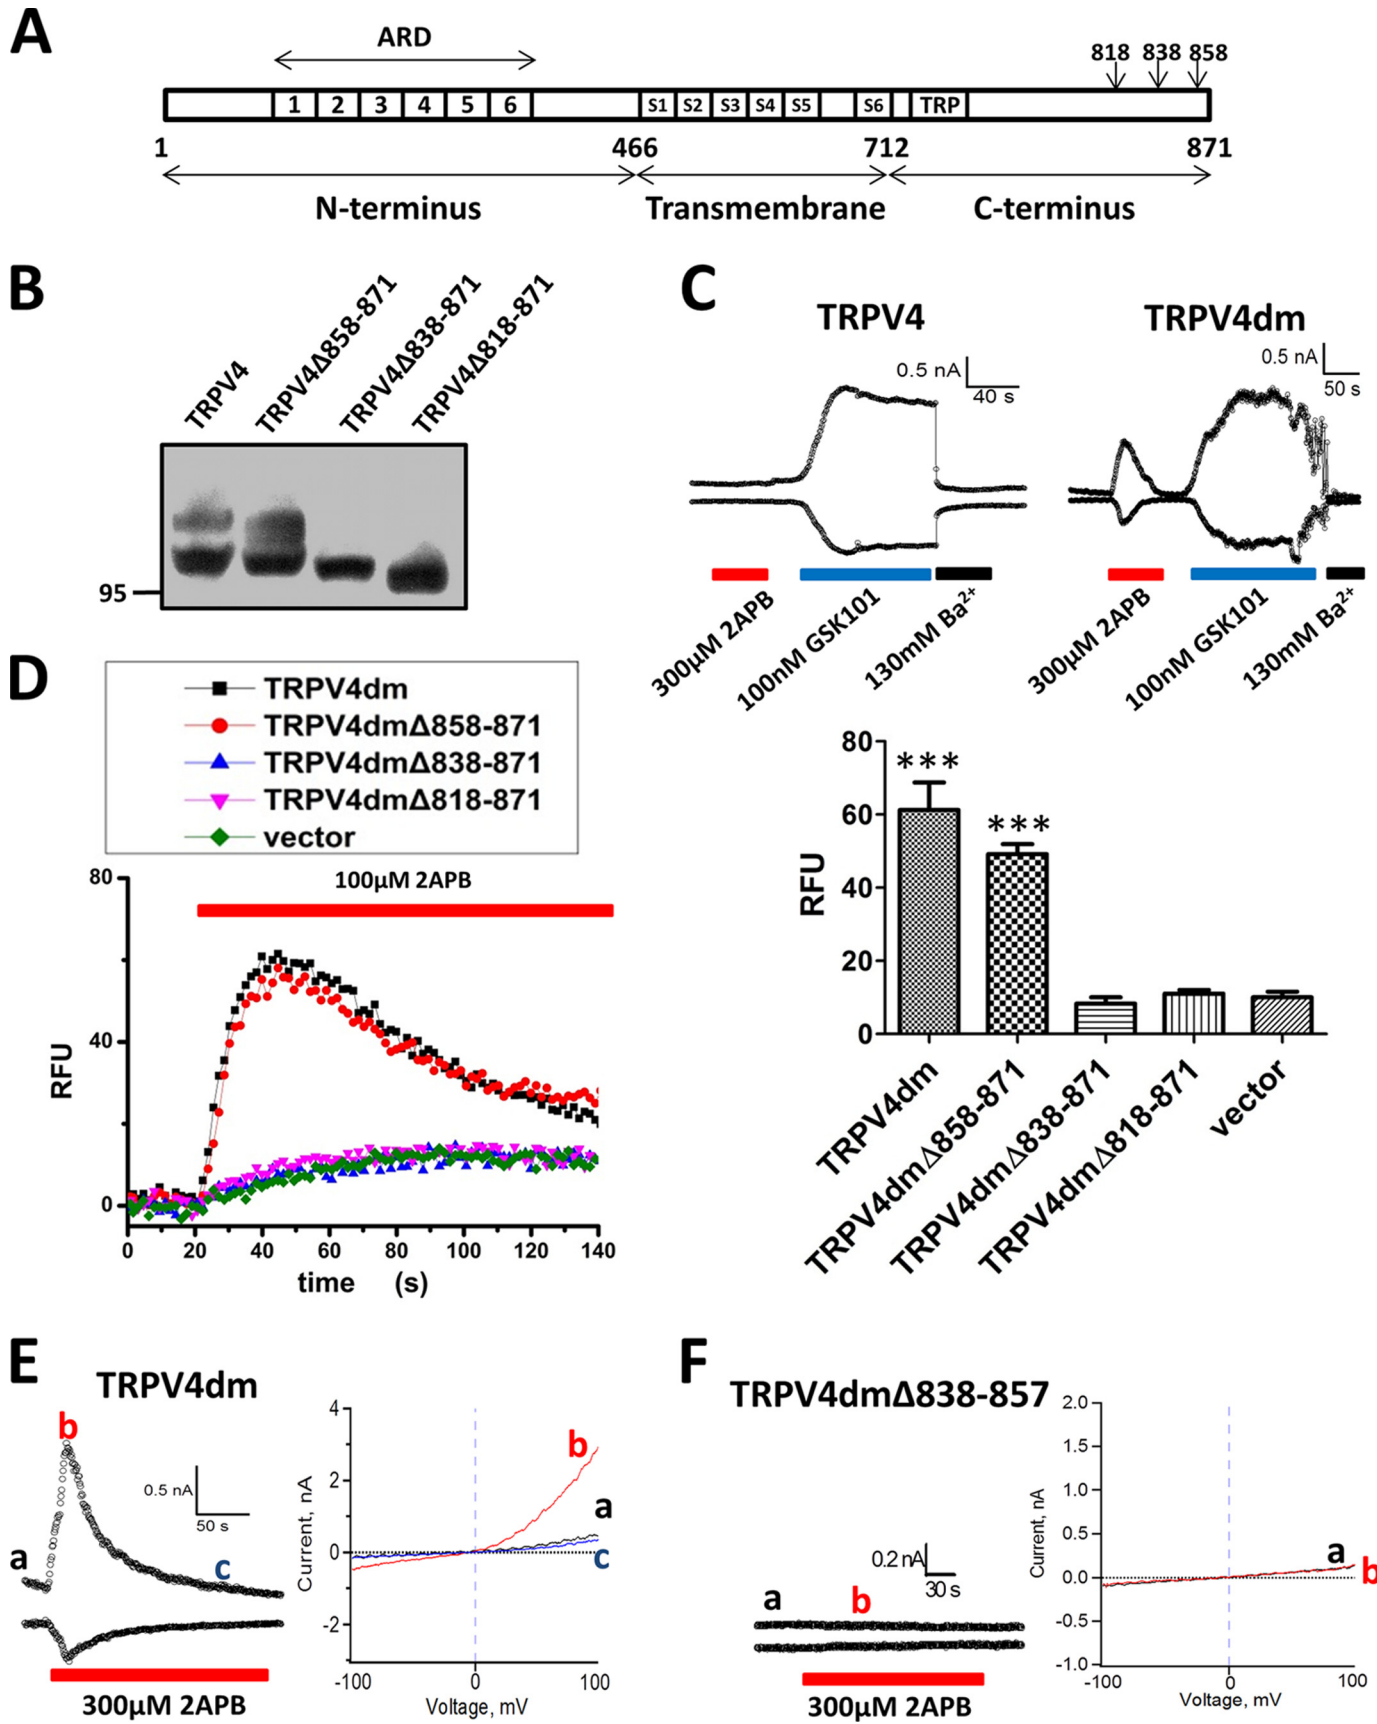 A
ARD
818 838 858
1 2 3 4 5 6 S1 S2 S3 S4 S5 S6 TRP
1 466 712 871
N-terminus Transmembrane C-terminus
B
TRPV4
TRPV4Δ858-871
TRPV4Δ838-871
TRPV4Δ818-871
95
C
TRPV4
0.5 nA
40 s
300µM 2APB
100nM GSK101
130mM Ba²⁺
TRPV4dm
0.5 nA
50 s
300µM 2APB
100nM GSK101
130mM Ba²⁺
D
TRPV4dm
TRPV4dmΔ858-871
TRPV4dmΔ838-871
TRPV4dmΔ818-871
vector
100µM 2APB
80
40
0
RFU
0 20 40 60 80 100 120 140
time (s)
80
60
40
20
0
RFU
***
***
TRPV4dm
TRPV4dmΔ858-871
TRPV4dmΔ838-871
TRPV4dmΔ818-871
vector
E
TRPV4dm
a
b
c
0.5 nA
50 s
300µM 2APB
4
2
0
-2
Current, nA
b
a
c
-100 0 100
Voltage, mV
F
TRPV4dmΔ838-857
a
b
0.2 nA
30 s
300µM 2APB
2.0
1.5
1.0
0.5
0.0
-0.5
-1.0
Current, nA
a
b
-100 0 100
Voltage, mV